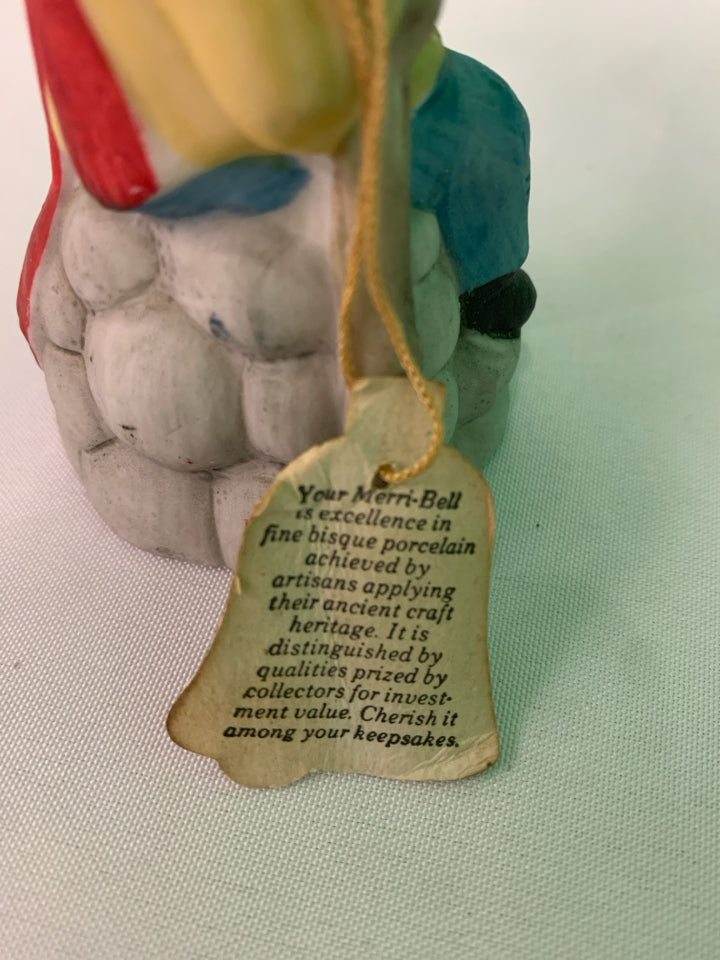 Your Merri-Bell
is excellence in
fine bisque porcelain
achieved by
artisans applying
their ancient craft
heritage. It is
distinguished by
qualities prized by
collectors for invest-
ment value. Cherish it
among your keepsakes.